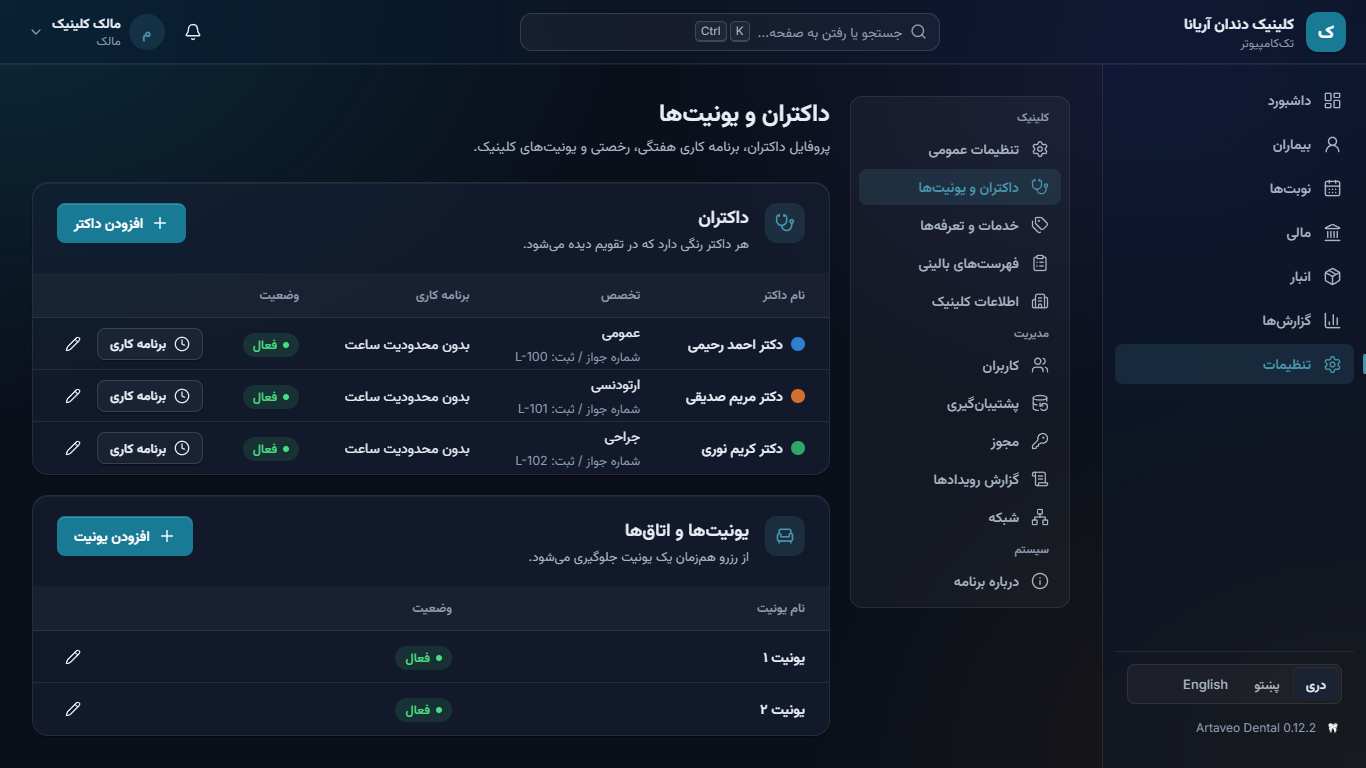 ک
کلینیک دندان آریانا
تک‌کامپیوتر
جستجو یا رفتن به صفحه...
Ctrl K
مالک کلینیک
مالک
م
داشبورد
بیماران
نوبت‌ها
مالی
انبار
گزارش‌ها
تنظیمات
دری پښتو English
Artaveo Dental 0.12.2
کلینیک
تنظیمات عمومی
داکتران و یونیت‌ها
خدمات و تعرفه‌ها
فهرست‌های بالینی
اطلاعات کلینیک
مدیریت
کاربران
پشتیبان‌گیری
مجوز
گزارش رویدادها
شبکه
سیستم
درباره برنامه
داکتران و یونیت‌ها
پروفایل داکتران، برنامه کاری هفتگی، رخصتی و یونیت‌های کلینیک.
داکتران
هر داکتر رنگی دارد که در تقویم دیده می‌شود.
افزودن داکتر
نام داکتر تخصص برنامه کاری وضعیت
دکتر احمد رحیمی عمومی بدون محدودیت ساعت فعال برنامه کاری
شماره جواز / ثبت: L-100
دکتر مریم صدیقی ارتودنسی بدون محدودیت ساعت فعال برنامه کاری
شماره جواز / ثبت: L-101
دکتر کریم نوری جراحی بدون محدودیت ساعت فعال برنامه کاری
شماره جواز / ثبت: L-102
یونیت‌ها و اتاق‌ها
از رزرو هم‌زمان یک یونیت جلوگیری می‌شود.
افزودن یونیت
نام یونیت وضعیت
یونیت ۱ فعال
یونیت ۲ فعال